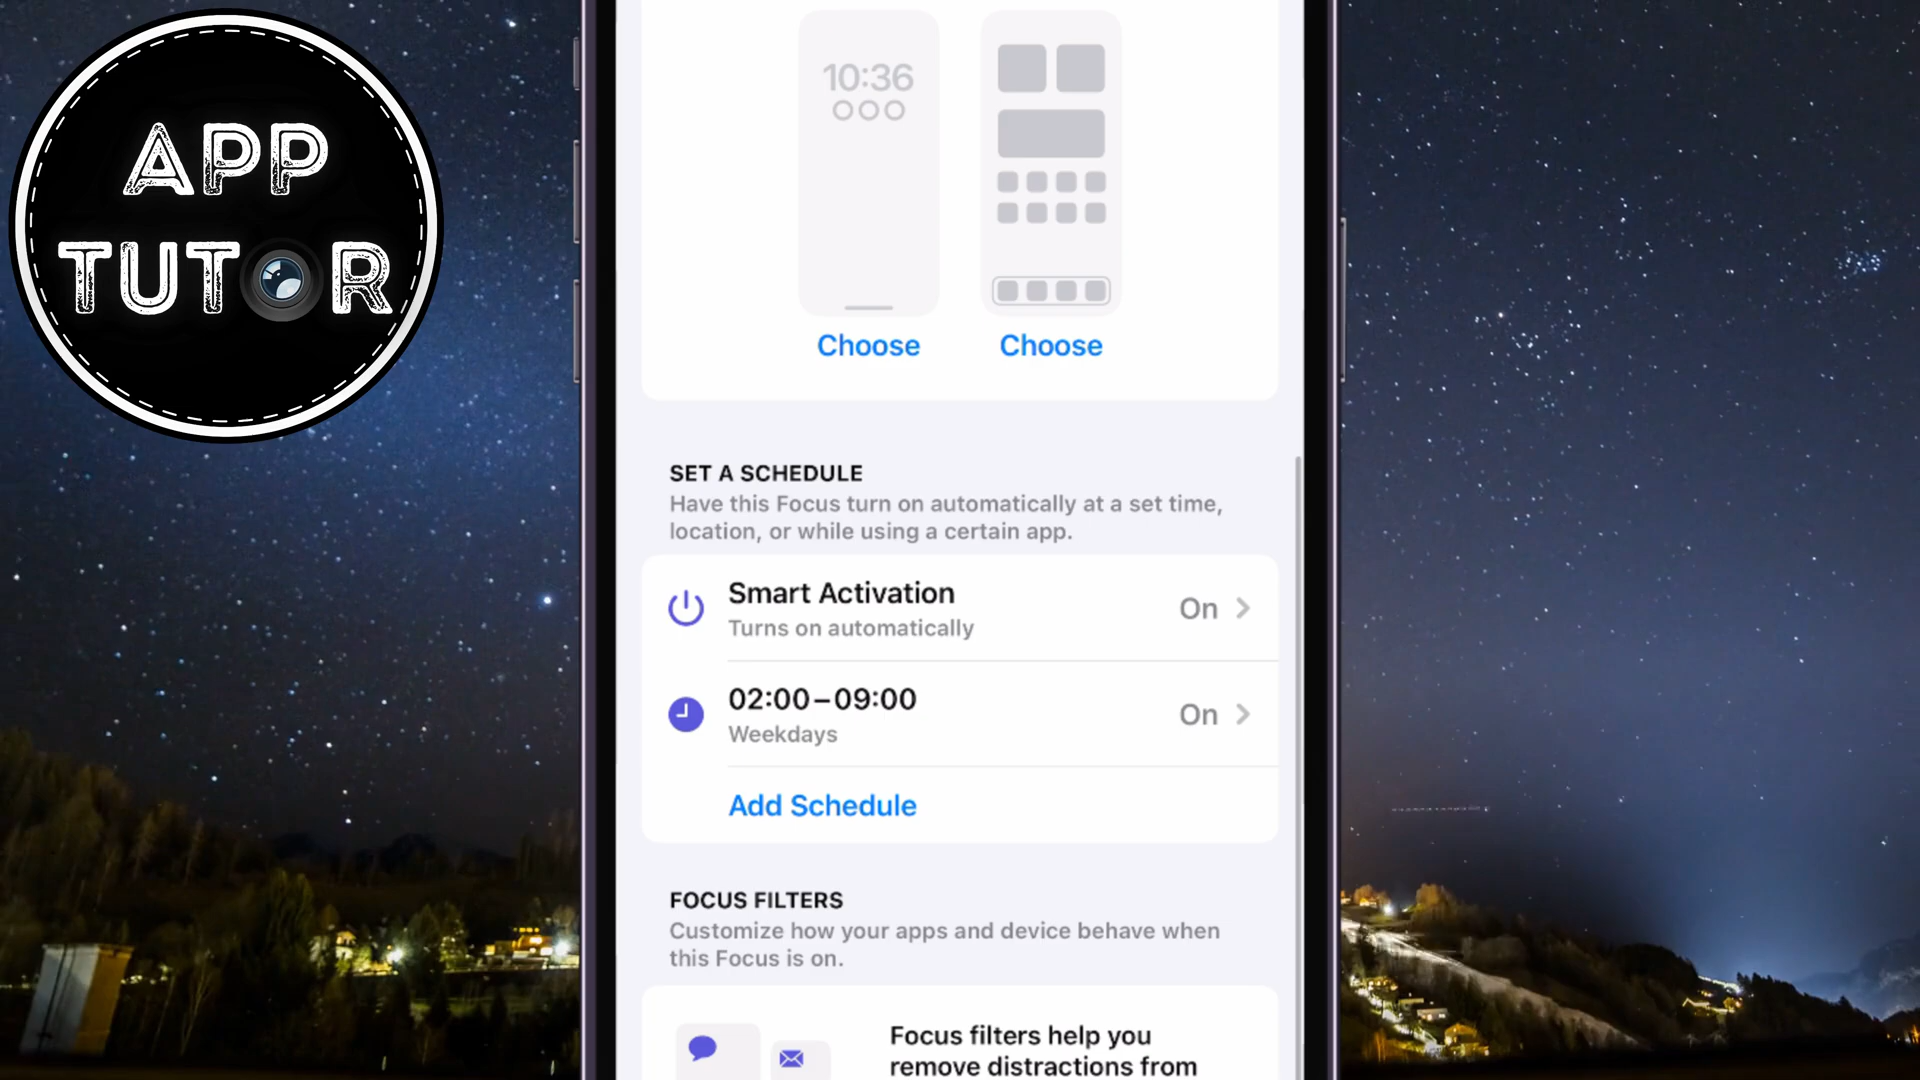 APP
TUTOR
10:36
Choose
Choose
SET A SCHEDULE
Have this Focus turn on automatically at a set time,
location, or while using a certain app.
Smart Activation
On
Turns on automatically
02:00–09:00
On
Weekdays
Add Schedule
FOCUS FILTERS
Customize how your apps and device behave when
this Focus is on.
Focus filters help you
remove distractions from